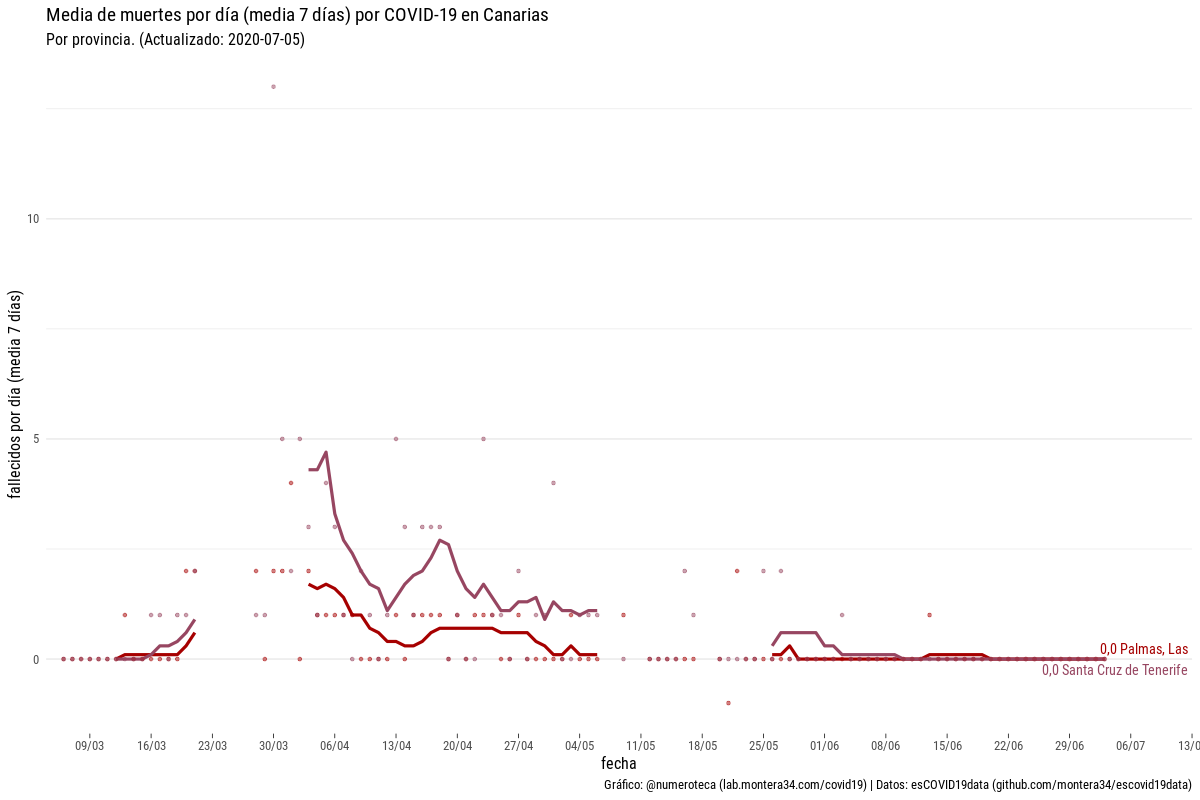 Media de muertes por día (media 7 días) por COVID-19 en Canarias
Por provincia. (Actualizado: 2020-07-05)
fallecidos por día (media 7 días)
10
5
0
0,0 Palmas, Las
0,0 Santa Cruz de Tenerife
09/03 16/03 23/03 30/03 06/04 13/04 20/04 27/04 04/05 11/05 18/05 25/05 01/06 08/06 15/06 22/06 29/06 06/07 13/0
fecha
Gráfico: @numeroteca (lab.montera34.com/covid19) | Datos: esCOVID19data (github.com/montera34/escovid19data)